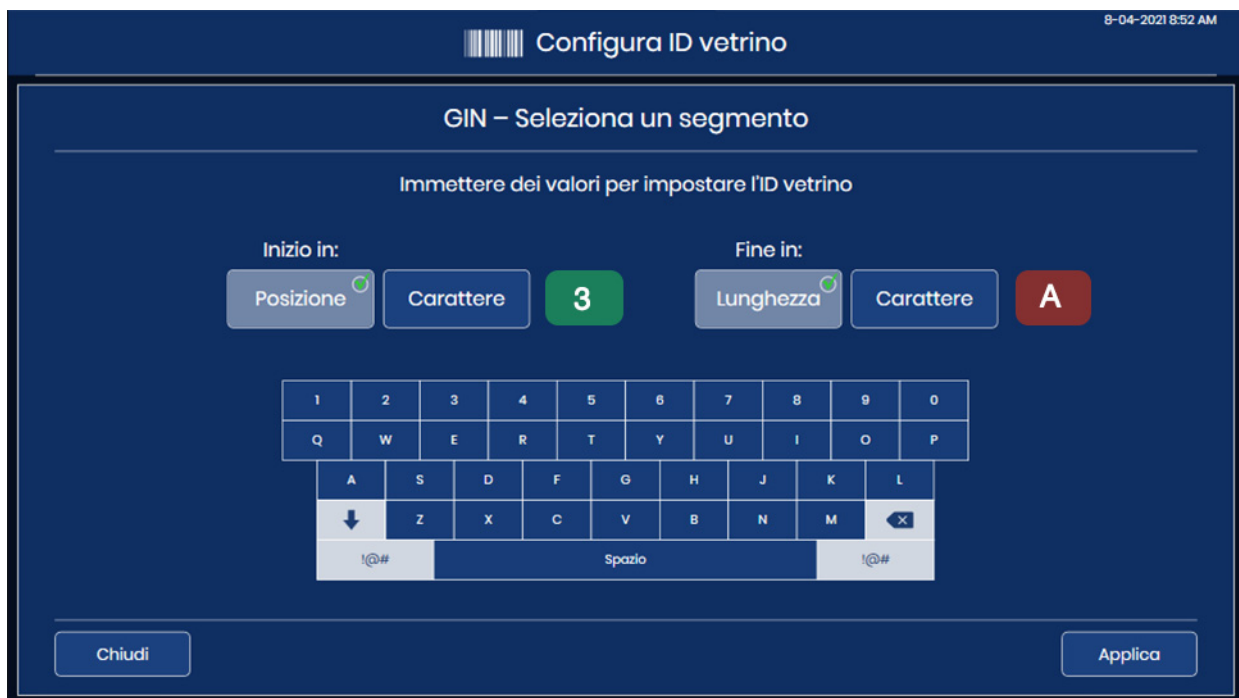 8-04-2021 8:52 AM
Configura ID vetrino
GIN – Seleziona un segmento
Immettere dei valori per impostare l'ID vetrino
Inizio in: Fine in:
Posizione Carattere 3 Lunghezza Carattere A
1 2 3 4 5 6 7 8 9 0
Q W E R T Y U I O P
A S D F G H J K L
Z X C V B N M
!@# Spazio !@#
Chiudi Applica